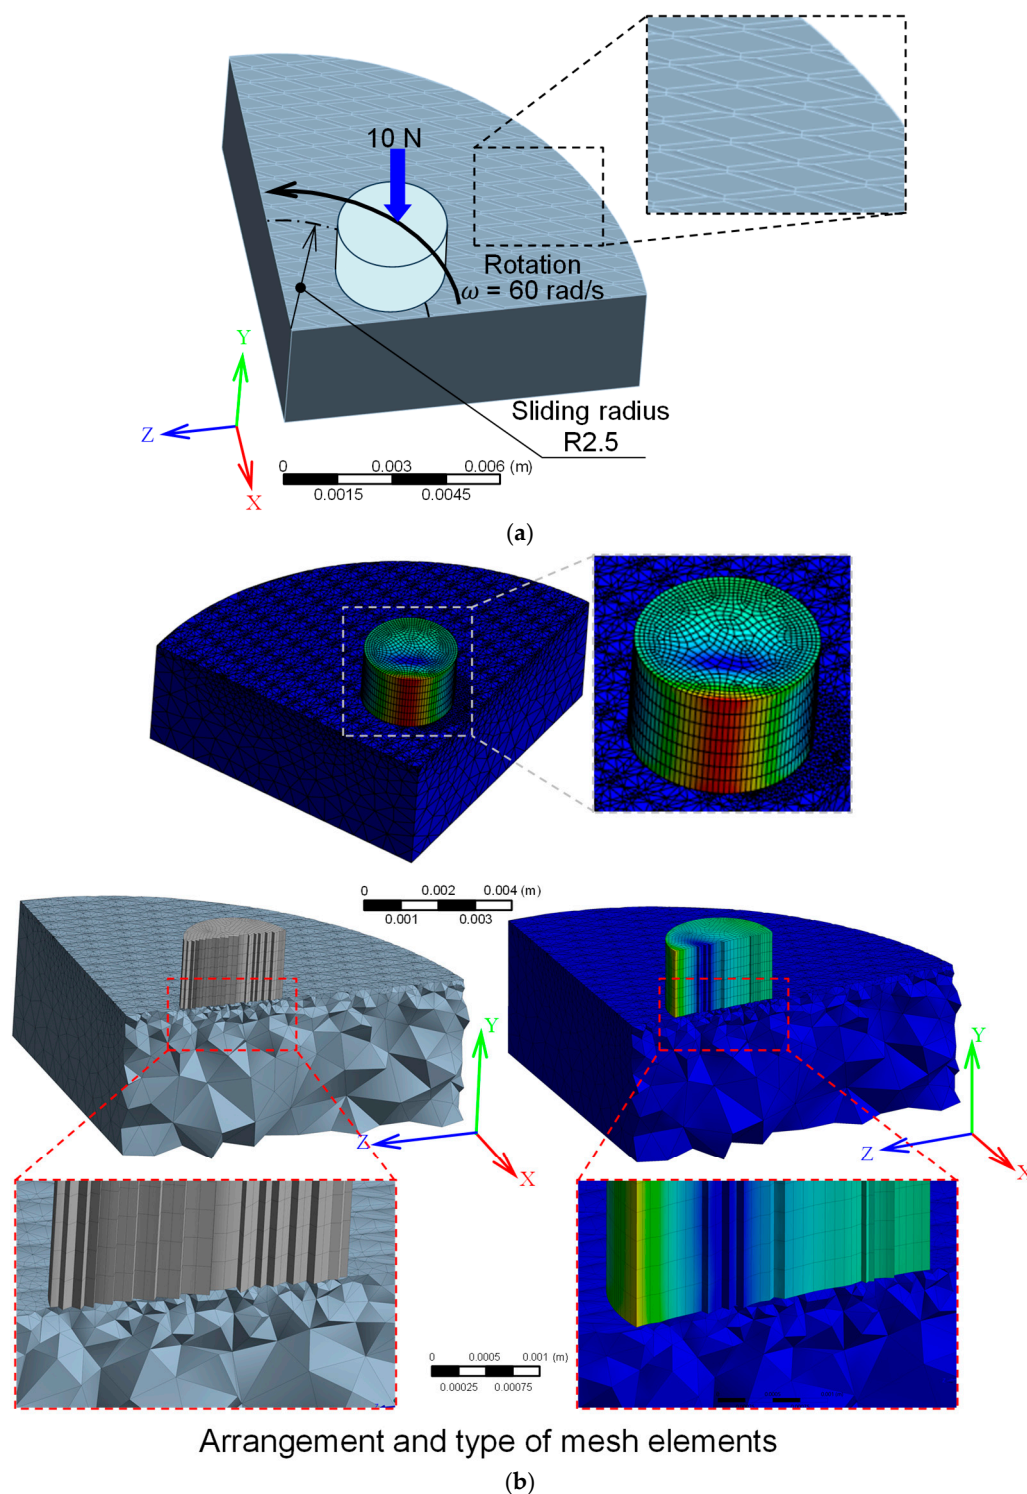 10 N
Rotation
ω = 60 rad/s
Y
Z
X
Sliding radius
R2.5
0 0.003 0.006 (m)
0.0015 0.0045
(a)
0 0.002 0.004 (m)
0.001 0.003
Y
Z
X
Y
Z
X
0 0.0005 0.001 (m)
0.00025 0.00075
Arrangement and type of mesh elements
(b)